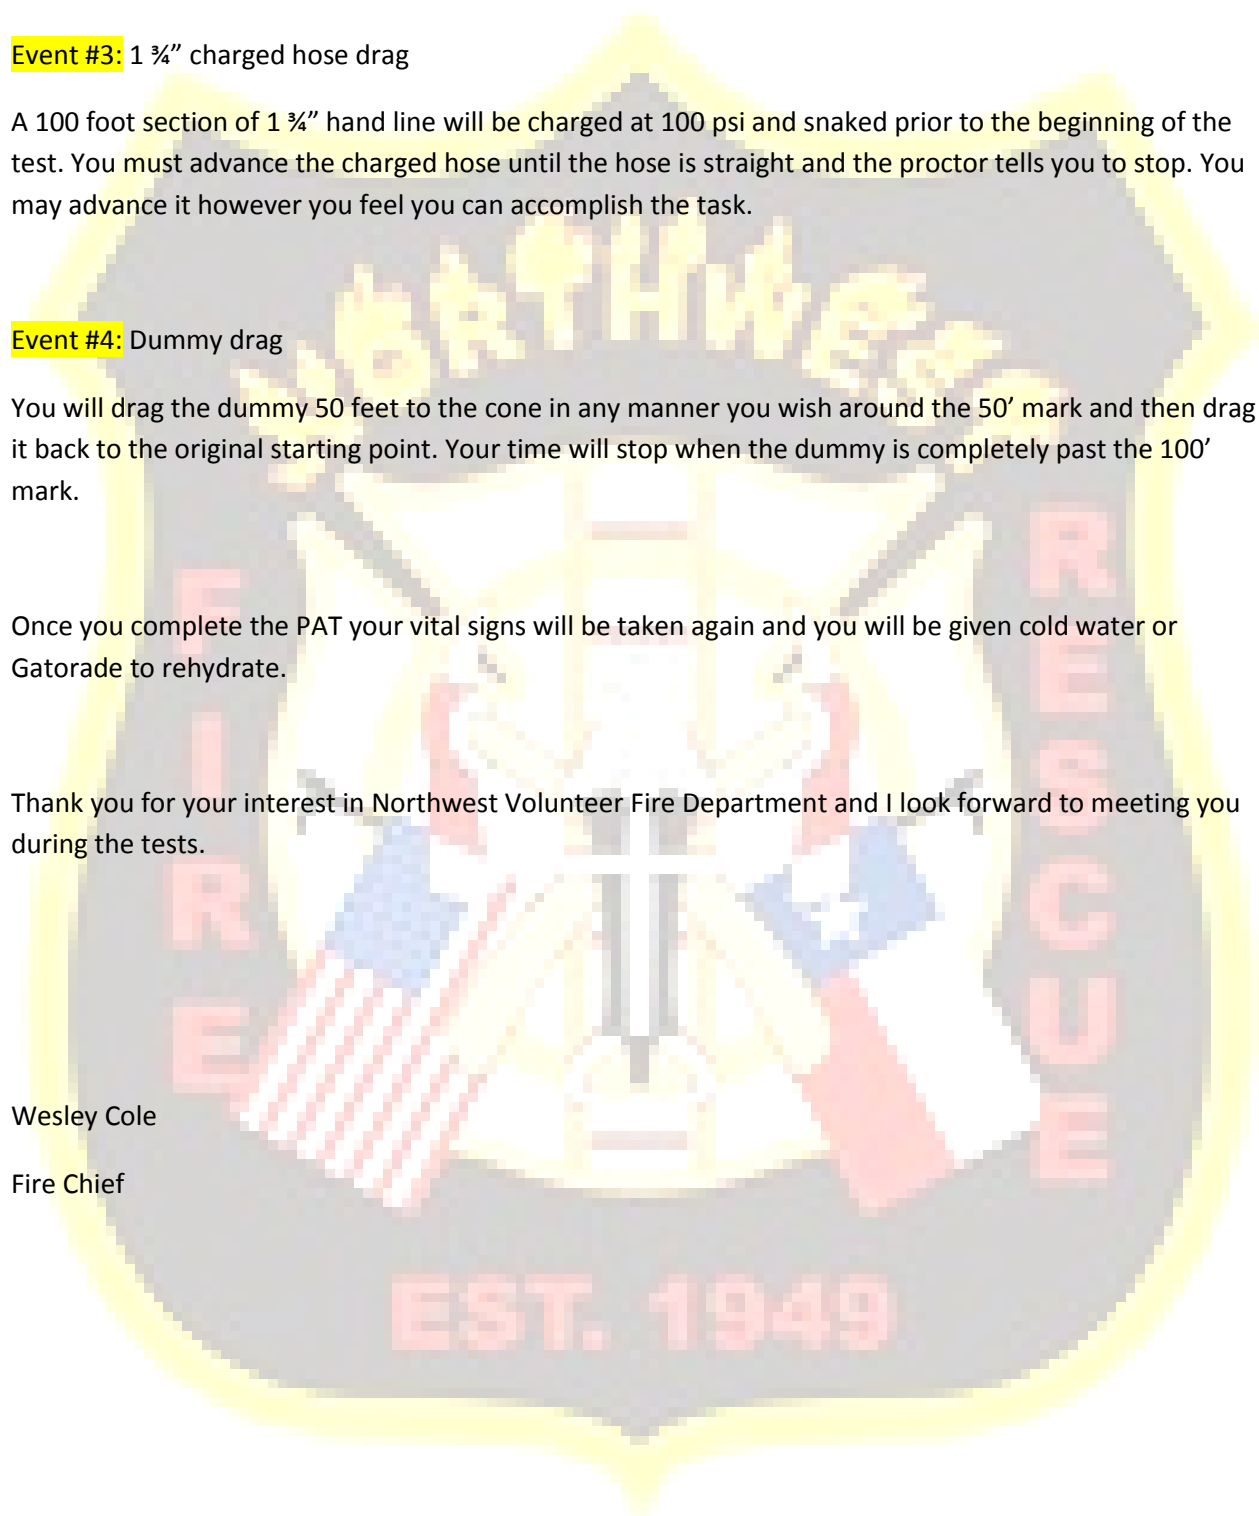 Event #3: 1 ¾” charged hose drag
A 100 foot section of 1 ¾” hand line will be charged at 100 psi and snaked prior to the beginning of the
test. You must advance the charged hose until the hose is straight and the proctor tells you to stop. You
may advance it however you feel you can accomplish the task.
Event #4: Dummy drag
You will drag the dummy 50 feet to the cone in any manner you wish around the 50’ mark and then drag
it back to the original starting point. Your time will stop when the dummy is completely past the 100’
mark.
Once you complete the PAT your vital signs will be taken again and you will be given cold water or
Gatorade to rehydrate.
Thank you for your interest in Northwest Volunteer Fire Department and I look forward to meeting you
during the tests.
Wesley Cole
Fire Chief
NORTHWEST
FIRE
RESCUE
EST. 1949